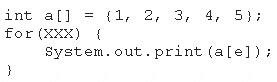 int a[] = {1, 2, 3, 4, 5};
for(XXX) {
    System.out.print(a[e]);
}